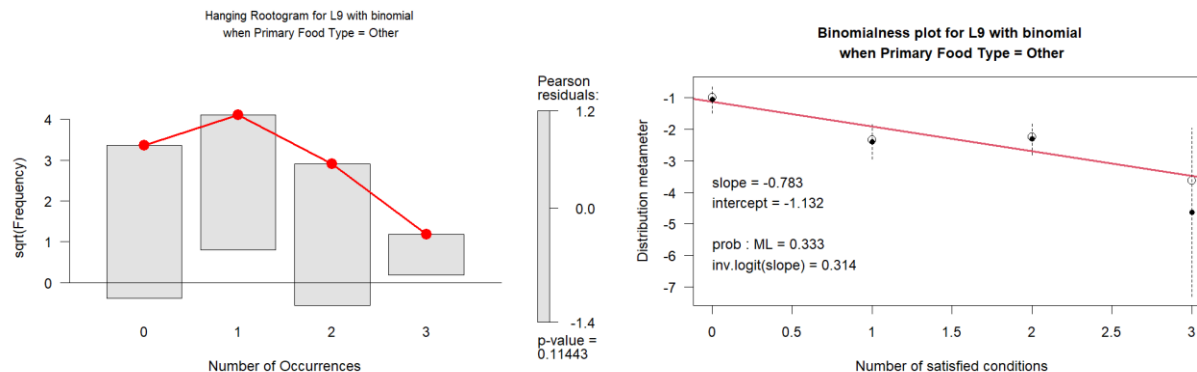 Hanging Rootogram for L9 with binomial
when Primary Food Type = Other
sqrt(Frequency)
4
3
2
1
0
0 1 2 3
Number of Occurrences
Pearson
residuals:
1.2
0.0
-1.4
p-value =
0.11443
Binomialness plot for L9 with binomial
when Primary Food Type = Other
Distribution metameter
-1
-2
-3
-4
-5
-6
-7
slope = -0.783
intercept = -1.132
prob : ML = 0.333
inv.logit(slope) = 0.314
0 0.5 1 1.5 2 2.5 3
Number of satisfied conditions